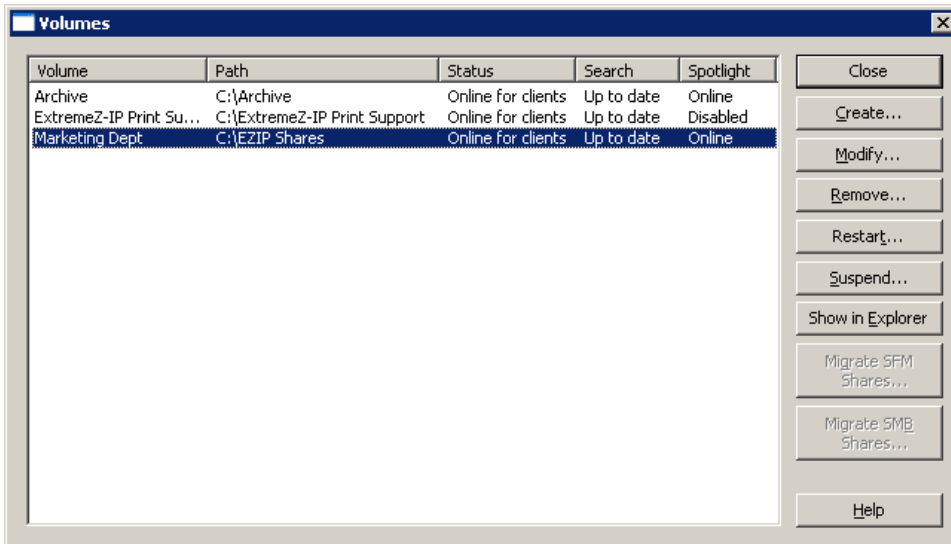 Volumes
Volume Path Status Search Spotlight
Archive C:\Archive Online for clients Up to date Online
ExtremeZ-IP Print Su... C:\ExtremeZ-IP Print Support Online for clients Up to date Disabled
Marketing Dept C:\EZIP Shares Online for clients Up to date Online
Close
Create...
Modify...
Remove...
Restart...
Suspend...
Show in Explorer
Migrate SFM
Shares...
Migrate SMB
Shares...
Help